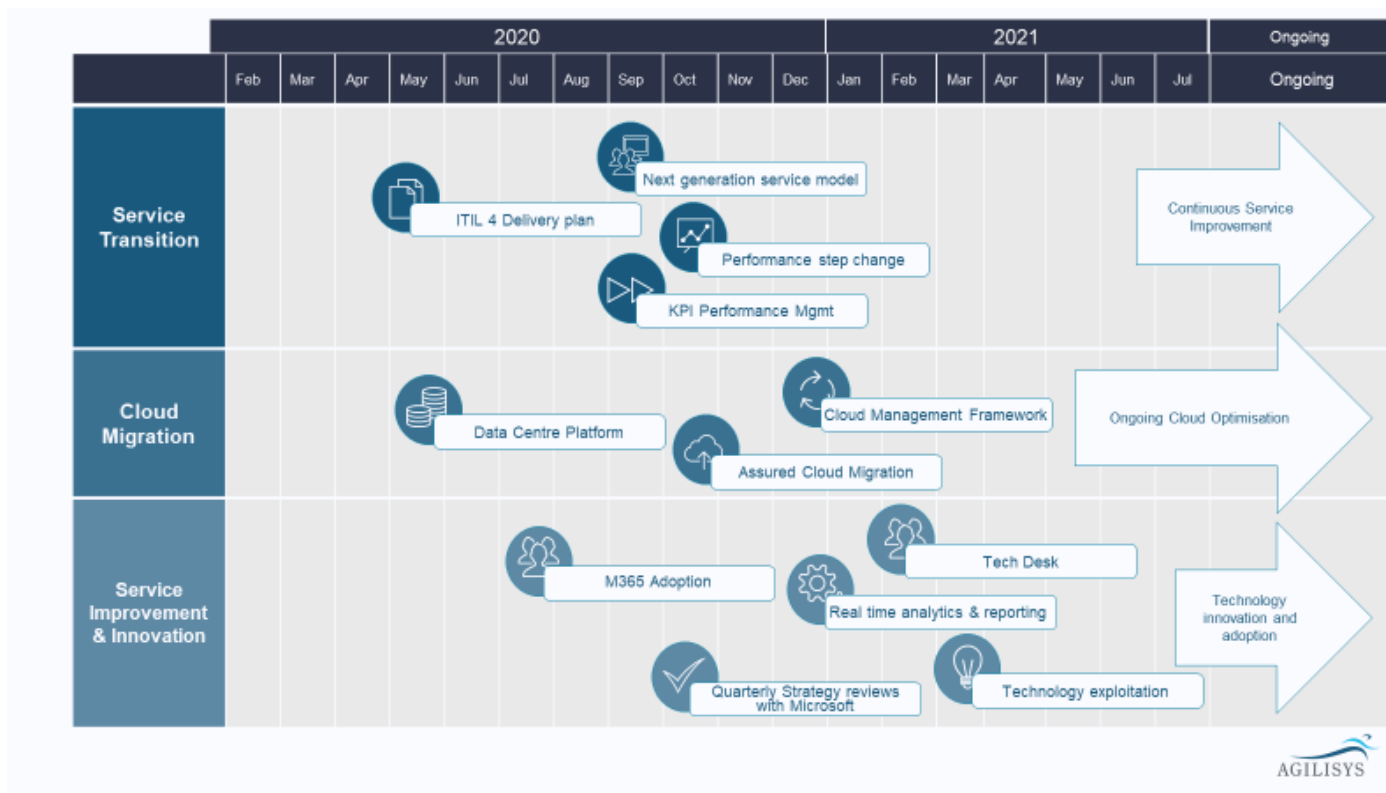 2020
2021
Ongoing
Feb
Mar
Apr
May
Jun
Jul
Aug
Sep
Oct
Nov
Dec
Jan
Feb
Mar
Apr
May
Jun
Jul
Ongoing
Service
Transition
Next generation service model
ITIL 4 Delivery plan
Performance step change
KPI Performance Mgmt
Continuous Service
Improvement
Cloud
Migration
Data Centre Platform
Cloud Management Framework
Assured Cloud Migration
Ongoing Cloud Optimisation
Service
Improvement
& Innovation
M365 Adoption
Tech Desk
Real time analytics & reporting
Quarterly Strategy reviews
with Microsoft
Technology exploitation
Technology
innovation and
adoption
AGILISYS